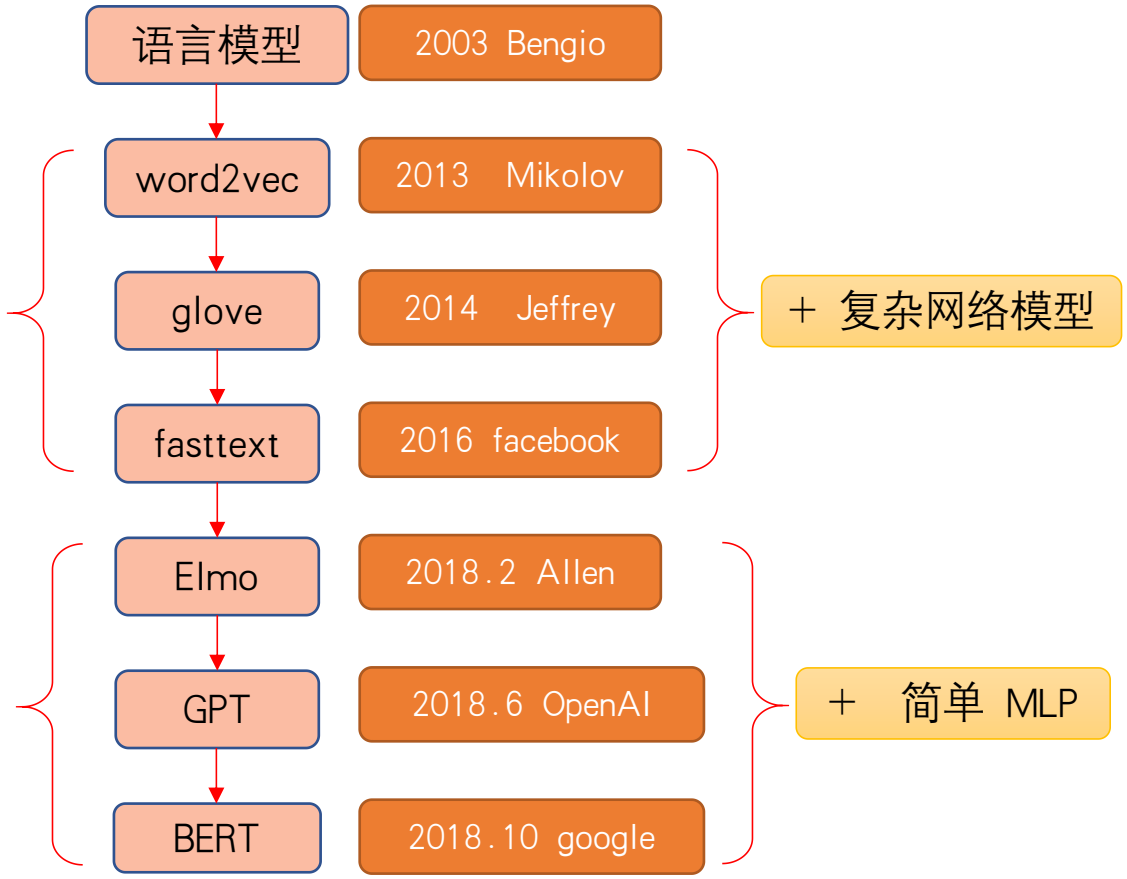 语言模型 2003 Bengio
word2vec 2013 Mikolov
glove 2014 Jeffrey
+ 复杂网络模型
fasttext 2016 facebook
Elmo 2018.2 Allen
GPT 2018.6 OpenAI
+ 简单 MLP
BERT 2018.10 google